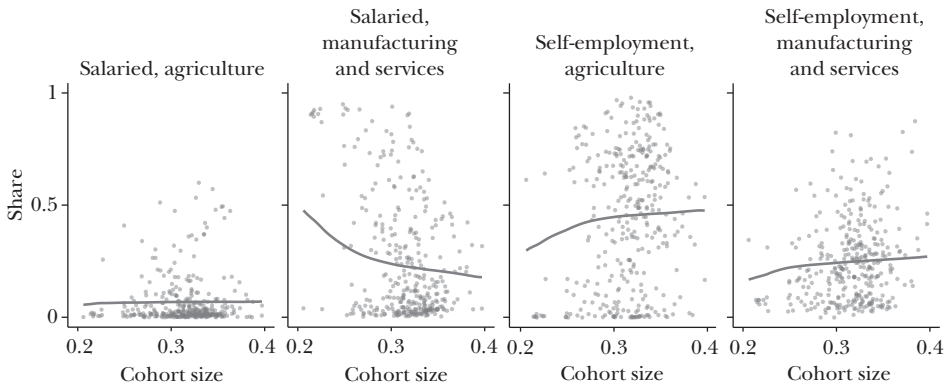 Salaried, agriculture
Salaried,
manufacturing
and services
Self-employment,
agriculture
Self-employment,
manufacturing
and services
Share
1
0.5
0
0.2 0.3 0.4
0.2 0.3 0.4
0.2 0.3 0.4
0.2 0.3 0.4
Cohort size
Cohort size
Cohort size
Cohort size